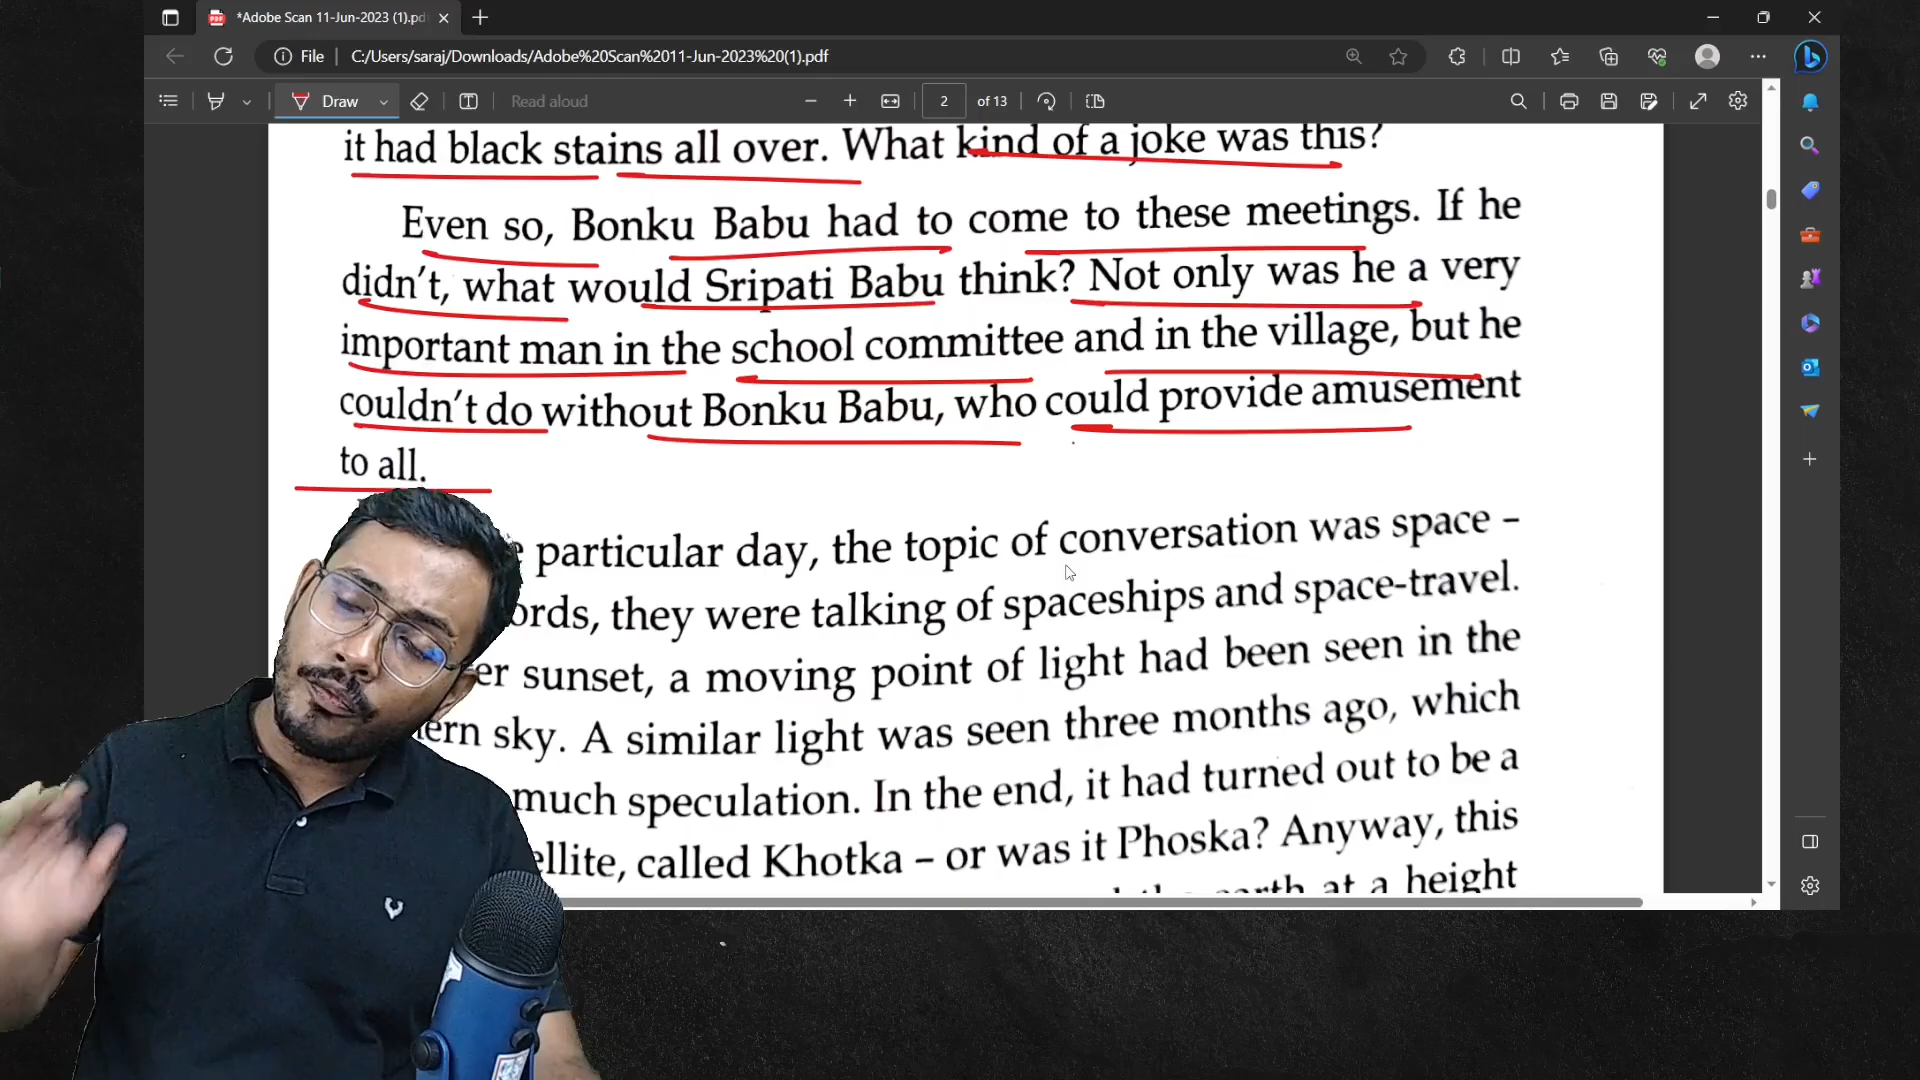 *Adobe Scan 11-Jun-2023 (1).pd
File
C:/Users/saraj/Downloads/Adobe%20Scan%2011-Jun-2023%20(1).pdf
Draw
Read aloud
2
of 13
it had black stains all over. What kind of a joke was this?
Even so, Bonku Babu had to come to these meetings. If he
didn't, what would Sripati Babu think? Not only was he a very
important man in the school committee and in the village, but he
couldn't do without Bonku Babu, who could provide amusement
to all.
particular day, the topic of conversation was space –
ords, they were talking of spaceships and space-travel.
er sunset, a moving point of light had been seen in the
ern sky. A similar light was seen three months ago, which
much speculation. In the end, it had turned out to be a
ellite, called Khotka – or was it Phoska? Anyway, this
earth at a height